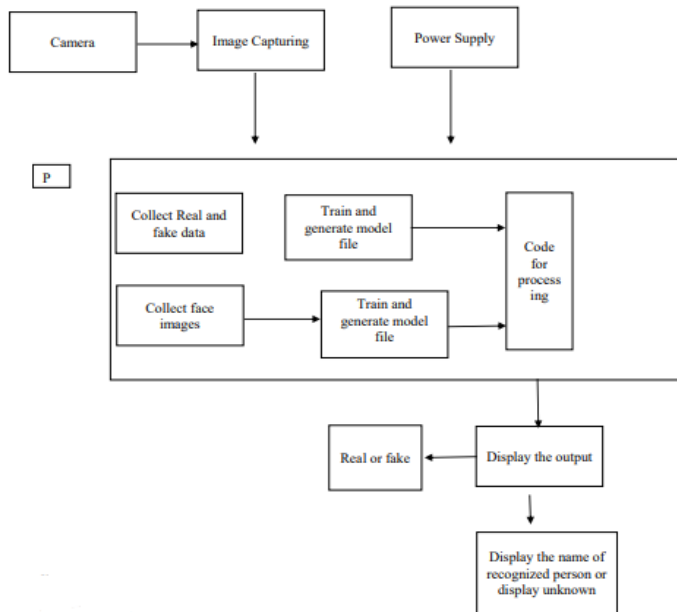 Camera
Image Capturing
Power Supply
P
Collect Real and
fake data
Train and
generate model
file
Code
for
process
ing
Collect face
images
Train and
generate model
file
Real or fake
Display the output
Display the name of
recognized person or
display unknown